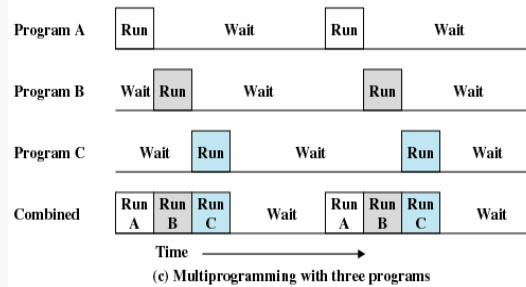 Program A Run Wait Run Wait
Program B Wait Run Wait Run Wait
Program C Wait Run Wait Run Wait
Combined Run A Run B Run C Wait Run A Run B Run C Wait
Time
(c) Multiprogramming with three programs